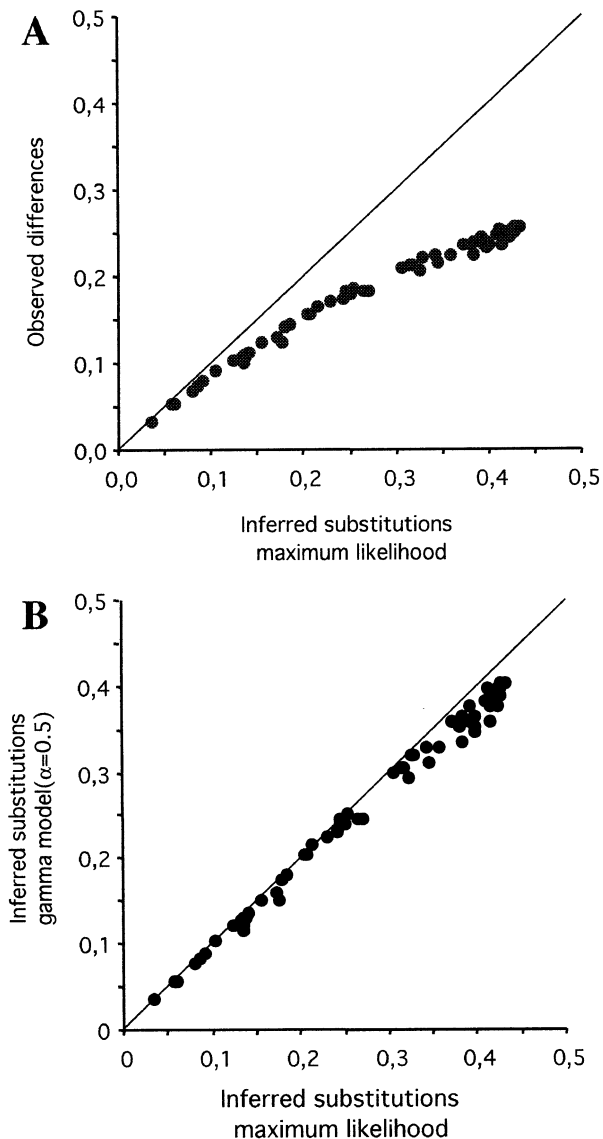 A
0,5
0,4
0,3
0,2
0,1
0,0
Observed differences
0,0 0,1 0,2 0,3 0,4 0,5
Inferred substitutions
maximum likelihood
B
0,5
0,4
0,3
0,2
0,1
0
Inferred substitutions
gamma model(α=0.5)
0 0,1 0,2 0,3 0,4 0,5
Inferred substitutions
maximum likelihood